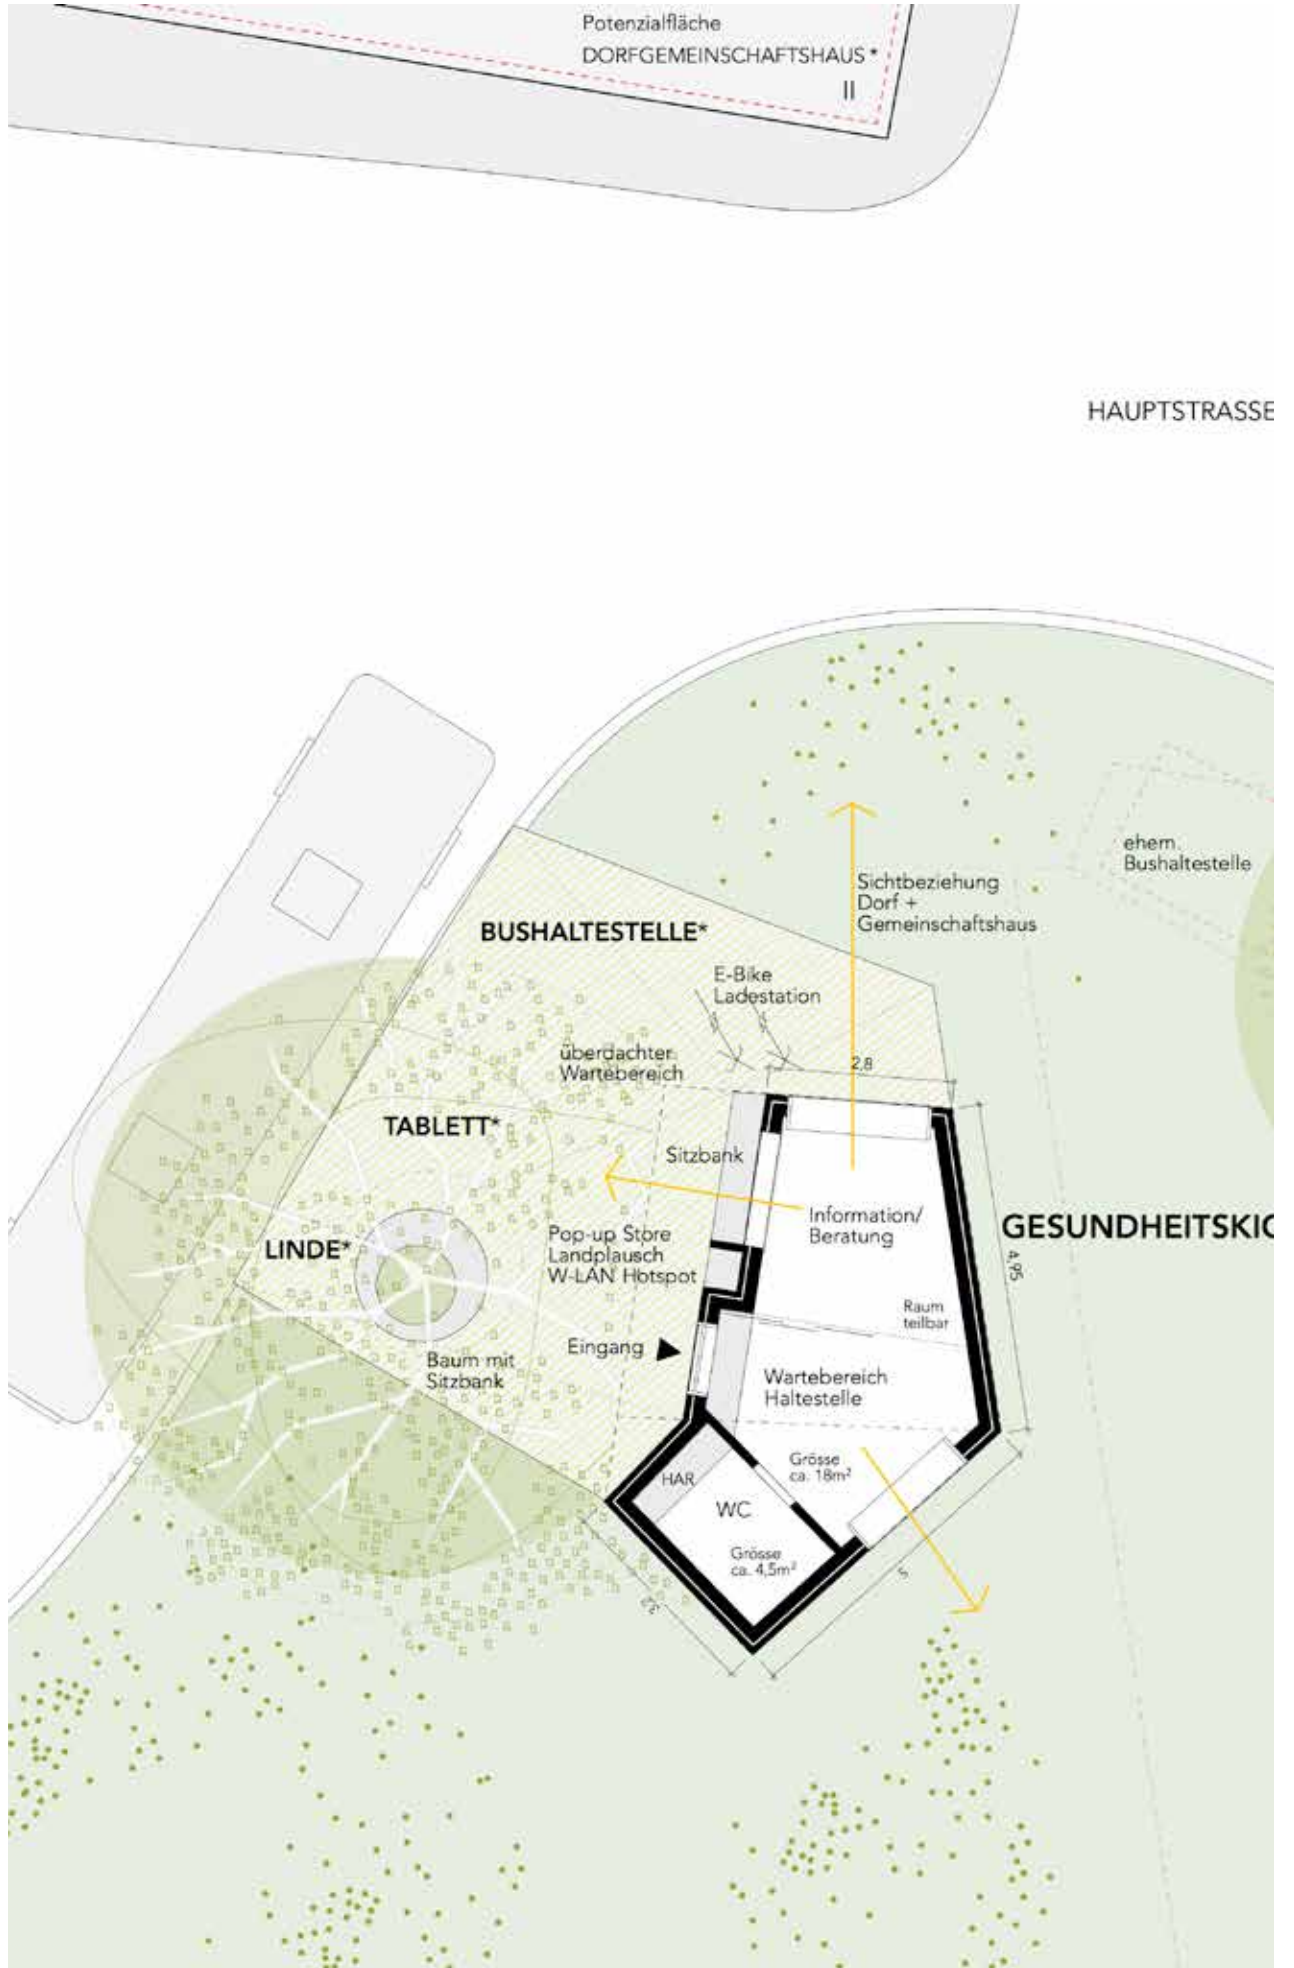 Potenzialfläche
DORFGEMEINSCHAFTSHAUS *
II
HAUPTSTRASSE
ehem.
Bushaltestelle
Sichtbeziehung
Dorf +
Gemeinschaftshaus
BUSHALTESTELLE*
E-Bike
Ladestation
überdachter
Wartebereich
2,8
TABLETT*
Sitzbank
Information/
Beratung
GESUNDHEITSKIO
4,95
LINDE*
Pop-up Store
Landplausch
W-LAN Hotspot
Raum
teilbar
Eingang
Baum mit
Sitzbank
Wartebereich
Haltestelle
Grösse
ca. 18m²
HAR
WC
Grösse
ca. 4,5m²
5
3,2